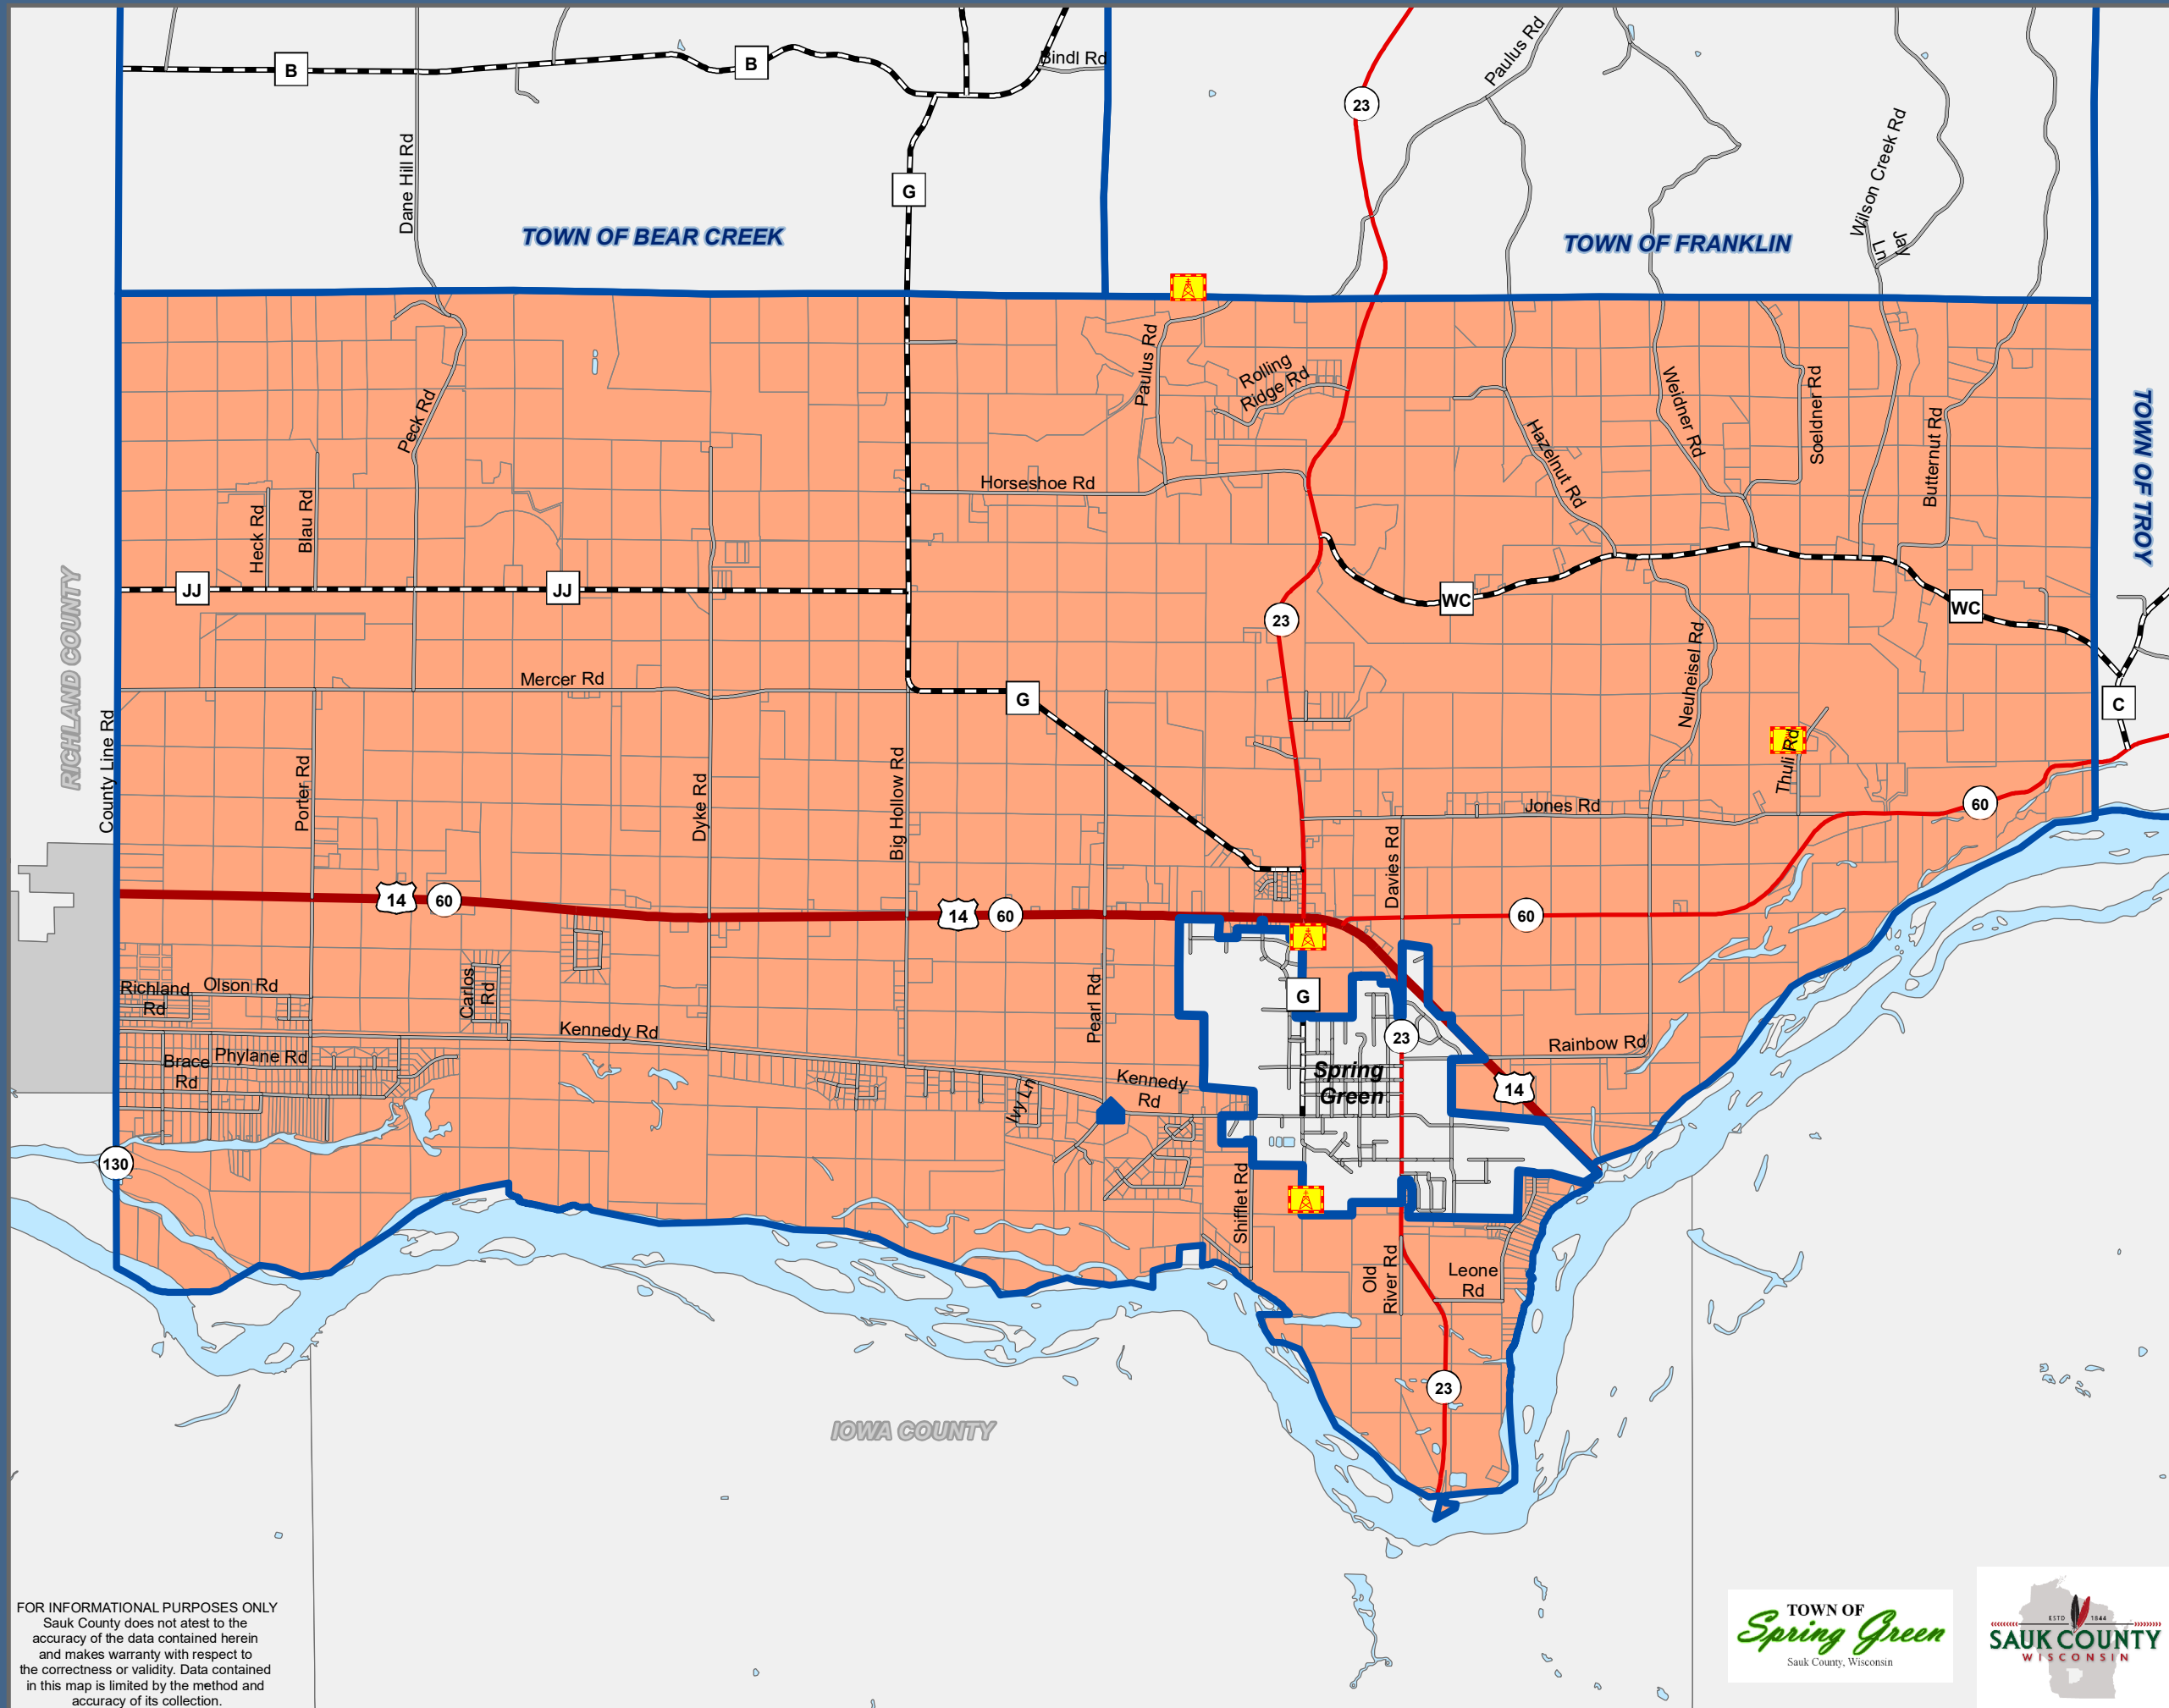 Bindl Rd
B
B
23
Paulus Rd
Dane Hill Rd
G
Wilson Creek Rd
Jay
Ln
TOWN OF BEAR CREEK
TOWN OF FRANKLIN
Paulus Rd
Rolling
Ridge Rd
Peck Rd
Weidner Rd
Soeldner Rd
Butternut Rd
TOWN OF TROY
Hazelnut Rd
Horseshoe Rd
Heck Rd
Blau Rd
JJ
JJ
WC
WC
23
RICHLAND COUNTY
Mercer Rd
G
Neuheisel Rd
C
County Line Rd
Porter Rd
Dyke Rd
Big Hollow Rd
Thuli Rd
Jones Rd
60
Davies Rd
14
60
14
60
60
Richland
Rd
Olson Rd
Carlos
Rd
Pearl Rd
G
Kennedy Rd
23
Rainbow Rd
Brace
Rd
Phylane Rd
Ivy Ln
Kennedy
Rd
Spring
Green
14
130
Shifflet Rd
Old
River Rd
Leone
Rd
23
IOWA COUNTY
FOR INFORMATIONAL PURPOSES ONLY
Sauk County does not atest to the
accuracy of the data contained herein
and makes warranty with respect to
the correctness or validity. Data contained
in this map is limited by the method and
accuracy of its collection.
TOWN OF
Spring Green
Sauk County, Wisconsin
ESTD 1844
SAUK COUNTY
WISCONSIN